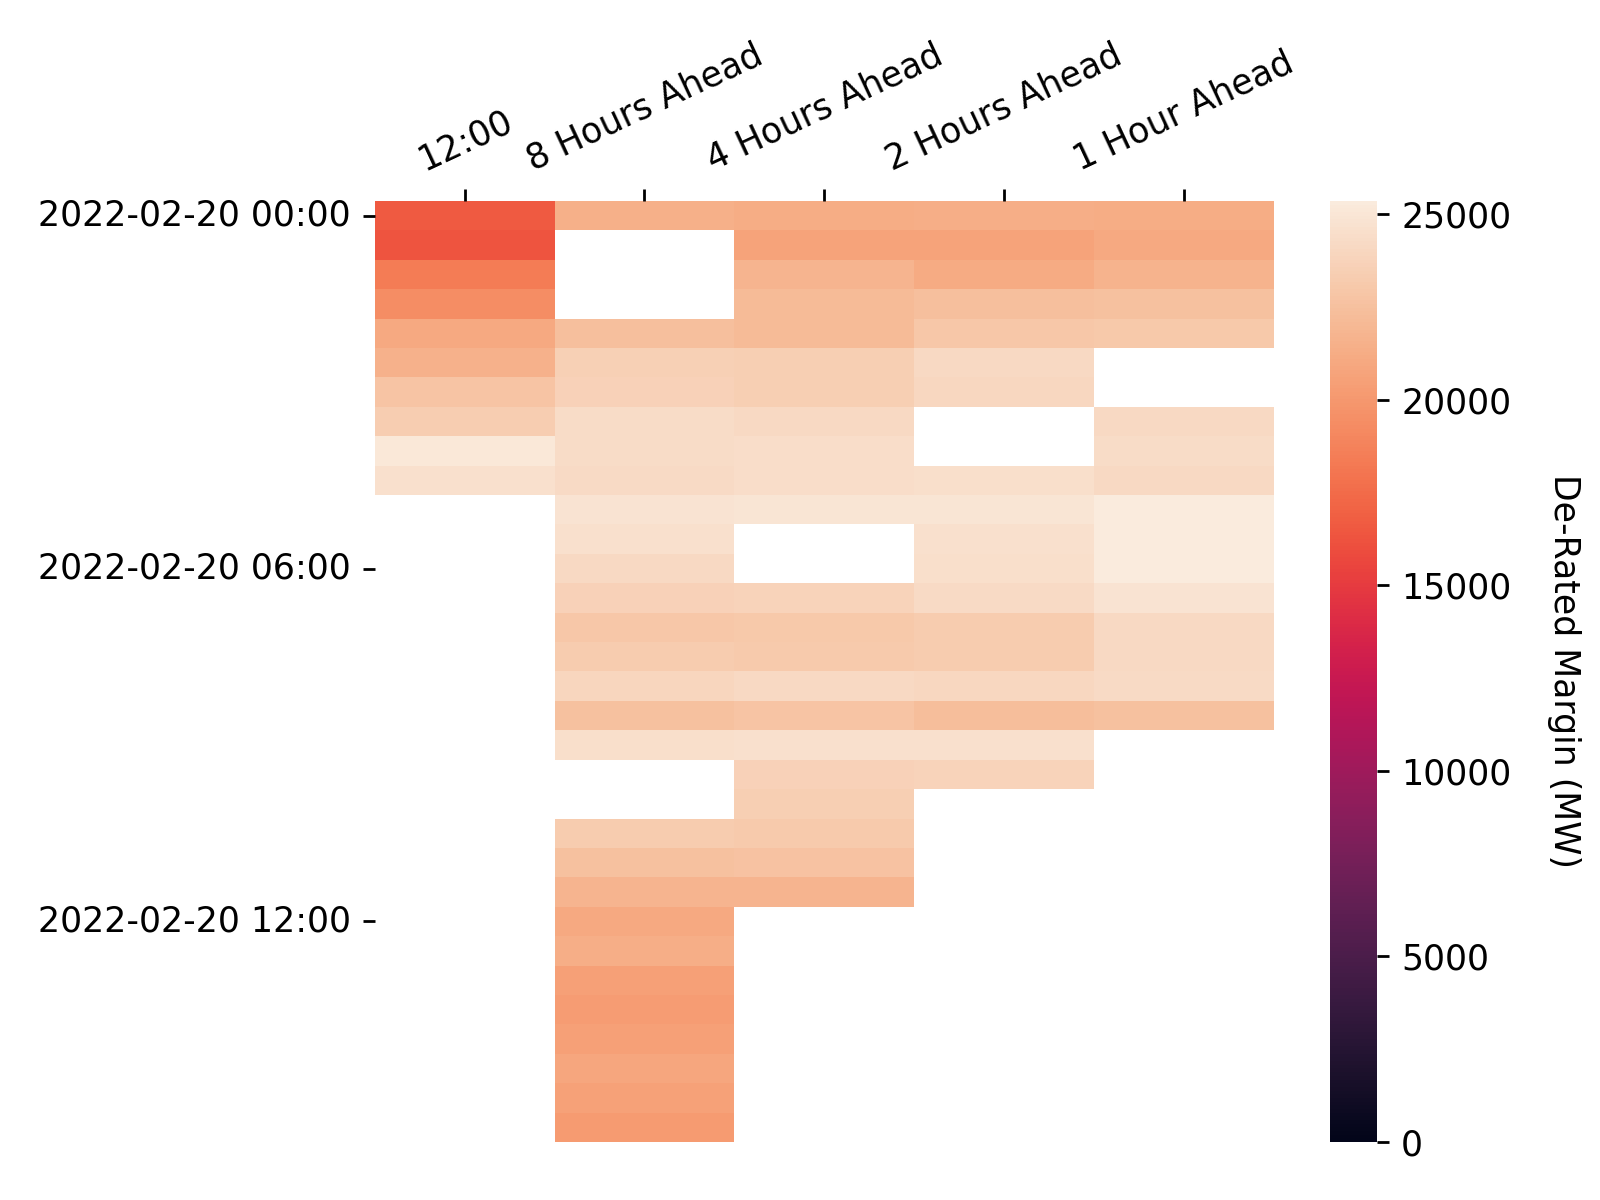 12:00
8 Hours Ahead
4 Hours Ahead
2 Hours Ahead
1 Hour Ahead
2022-02-20 00:00
2022-02-20 06:00
2022-02-20 12:00
25000
20000
15000
10000
5000
0
De-Rated Margin (MW)